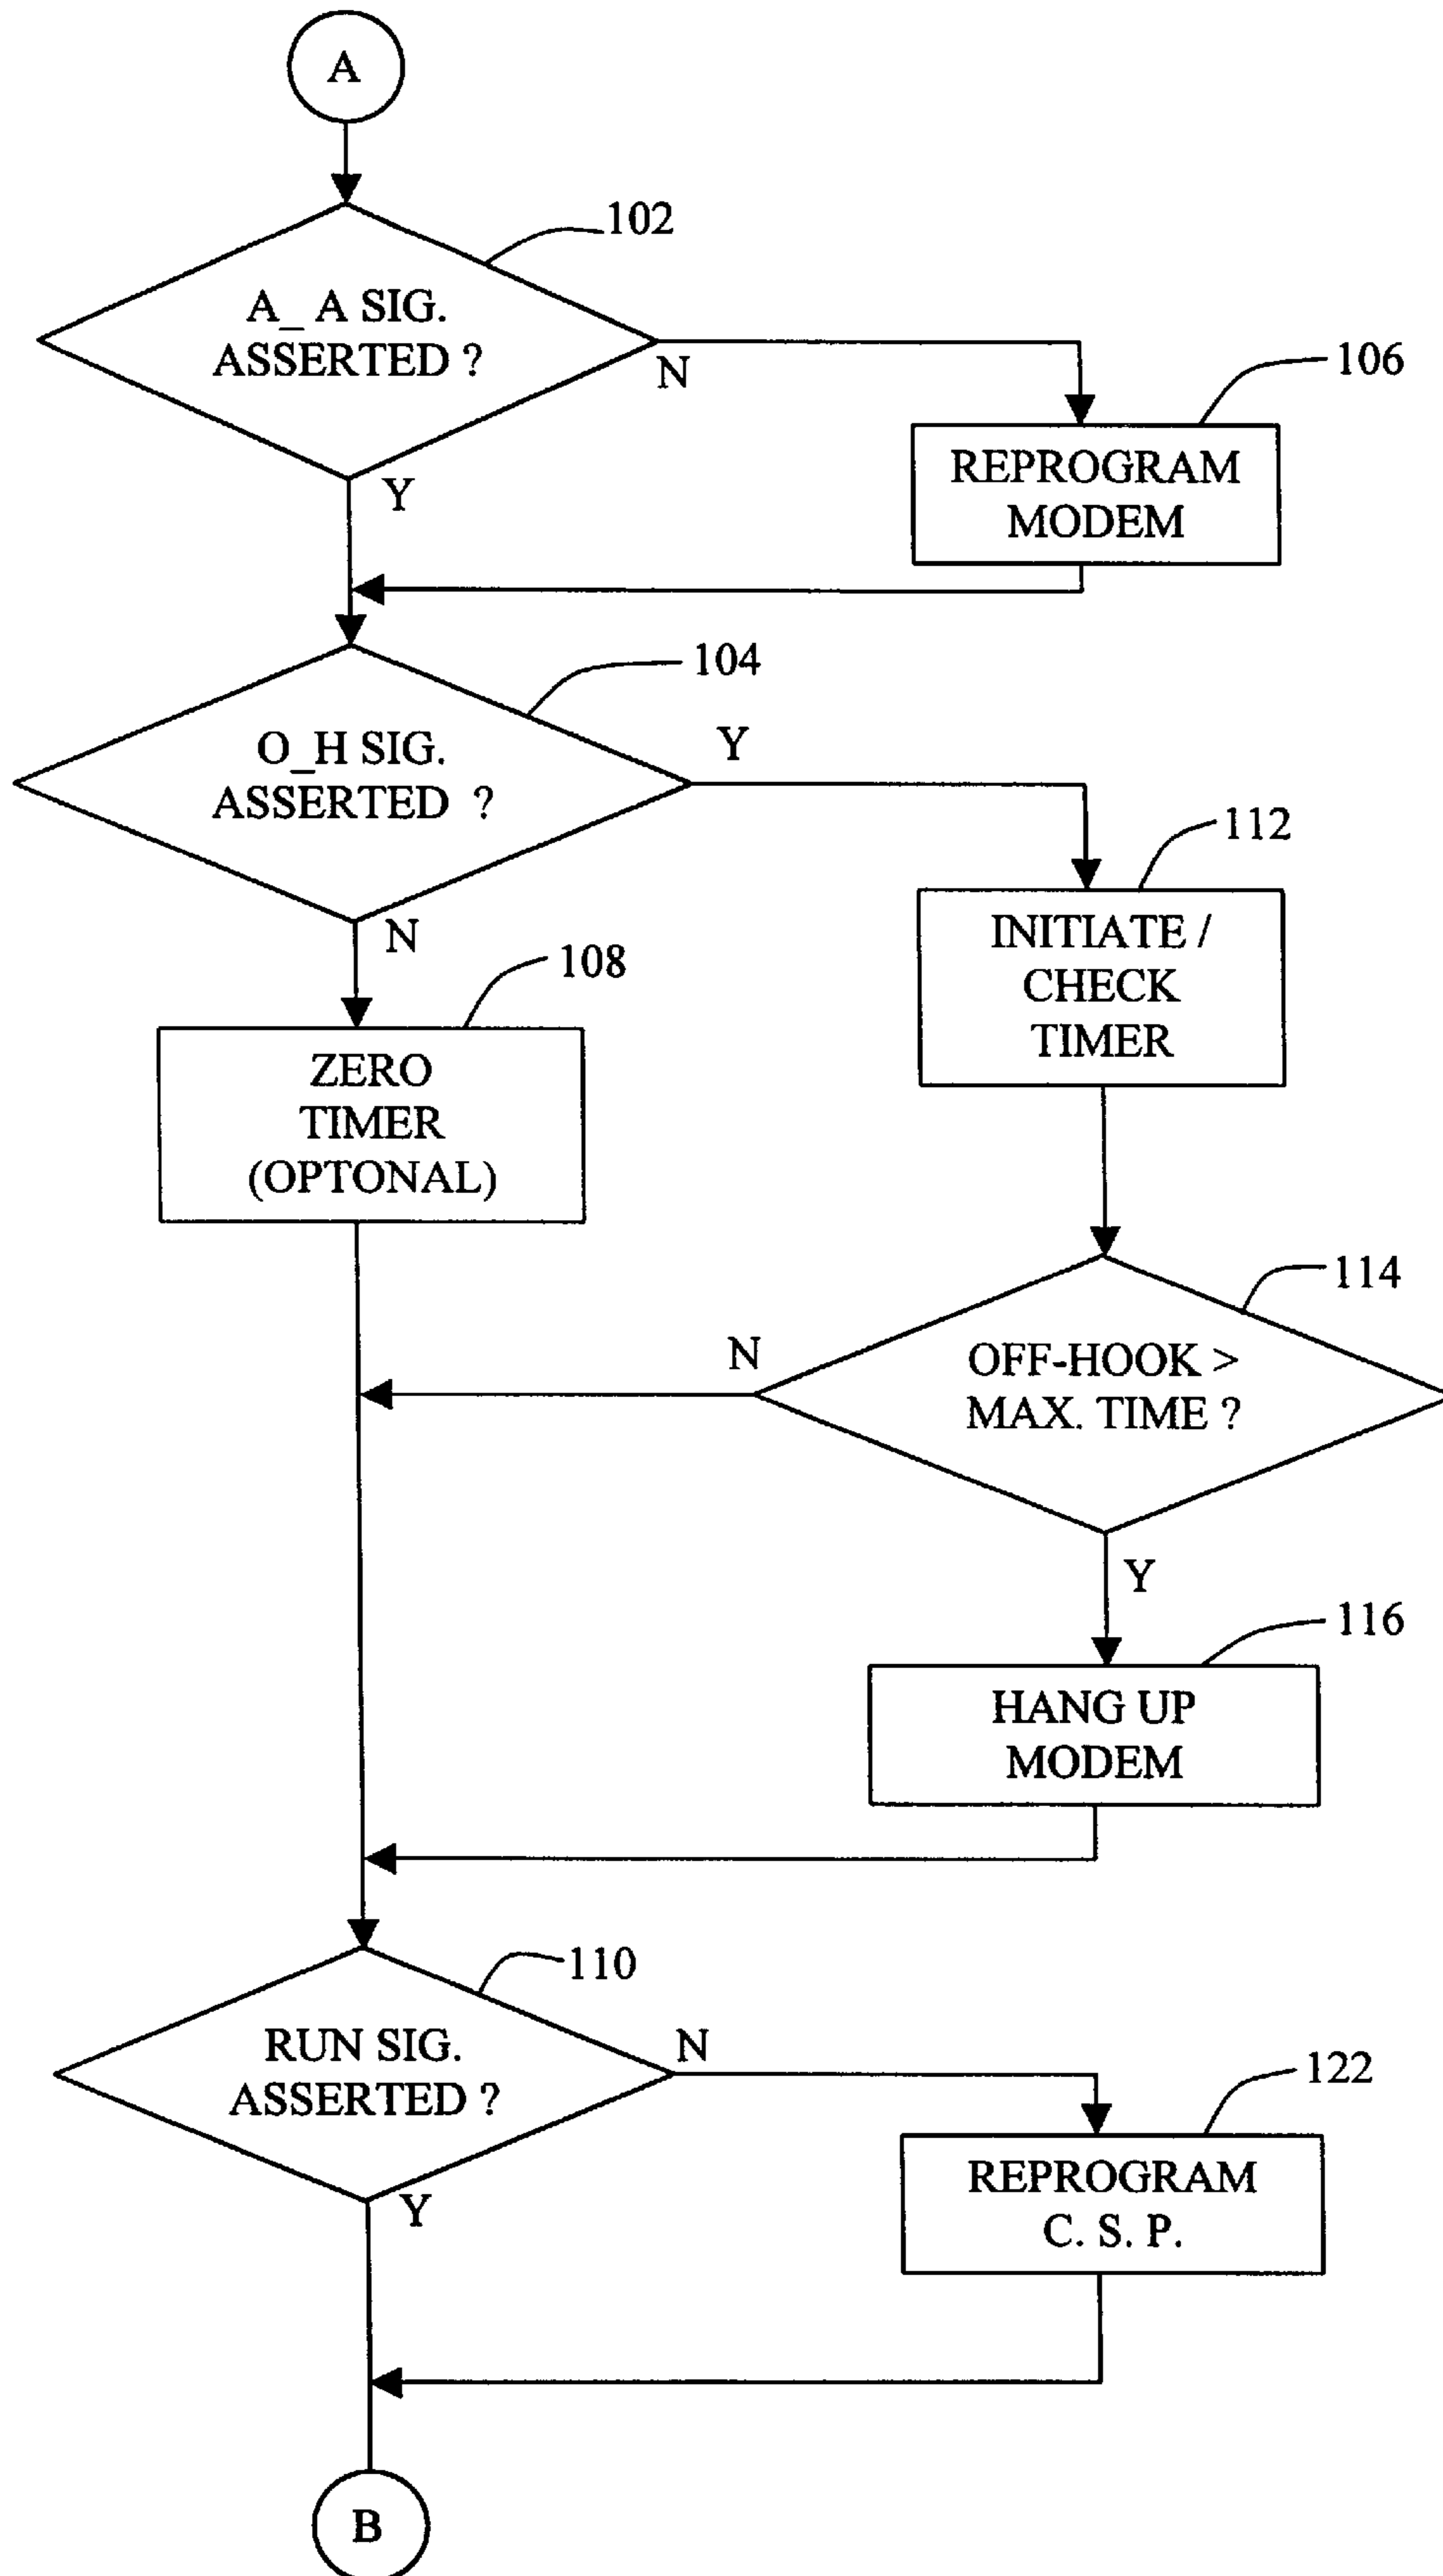 A
102
A_ A SIG.
ASSERTED ?
N
106
REPROGRAM
MODEM
Y
104
O_H SIG.
ASSERTED ?
Y
112
INITIATE /
CHECK
TIMER
N
108
ZERO
TIMER
(OPTONAL)
114
OFF-HOOK >
MAX. TIME ?
N
Y
116
HANG UP
MODEM
110
RUN SIG.
ASSERTED ?
N
122
REPROGRAM
C. S. P.
Y
B